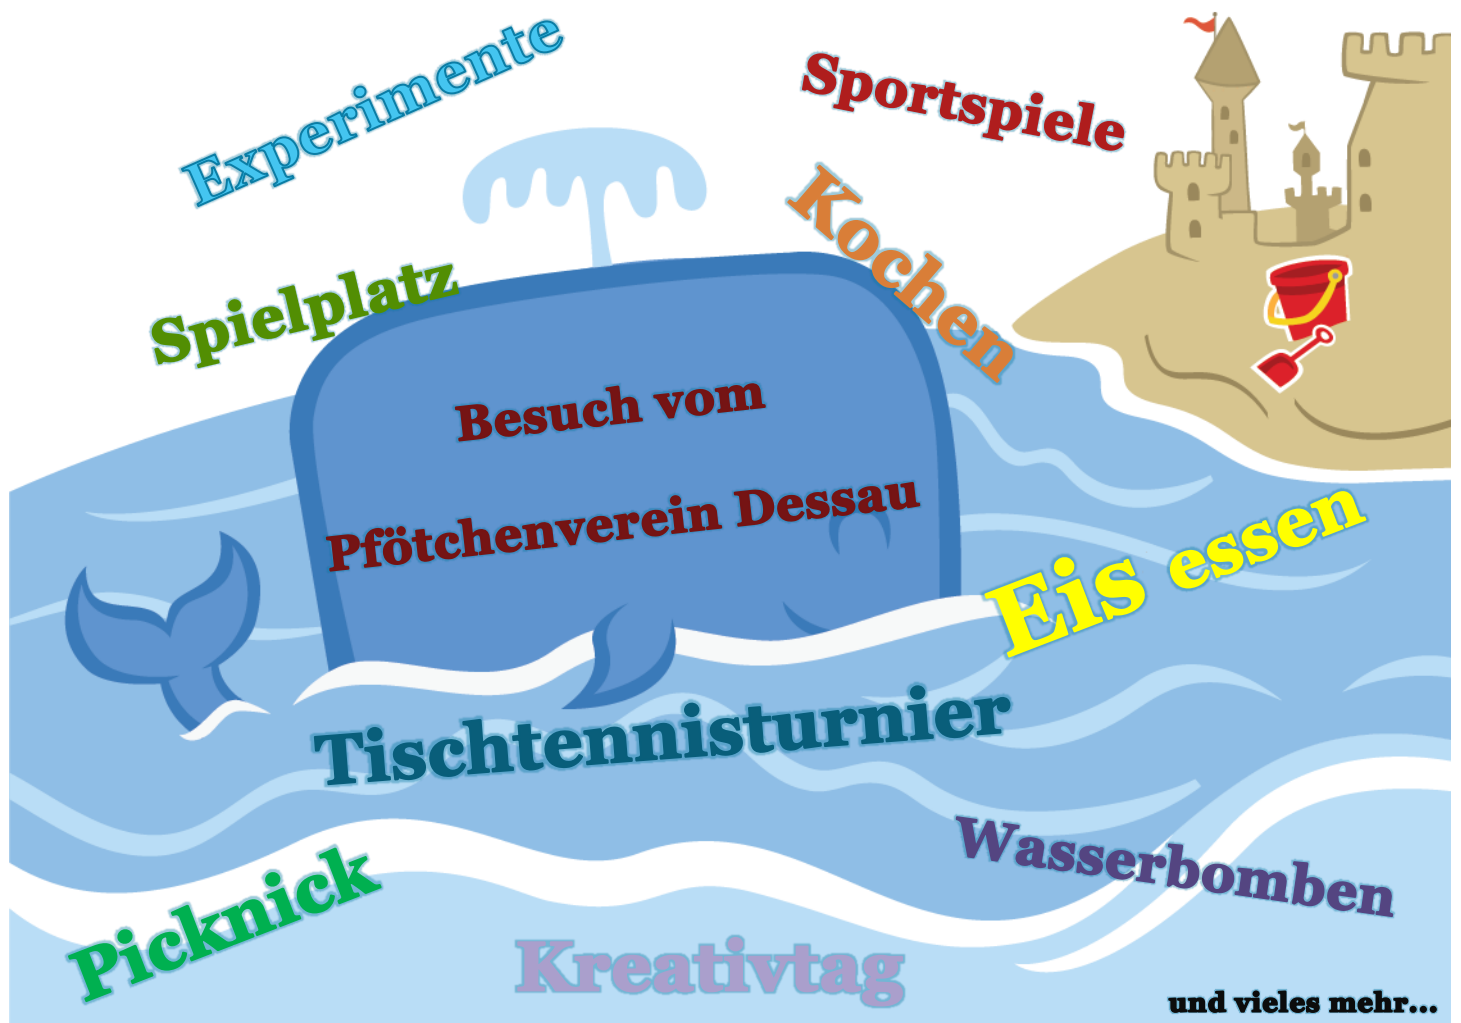 Experimente
Sportspiele
Kochen
Spielplatz
Besuch vom
Pfötchenverein Dessau
Eis essen
Tischtennisturnier
Wasserbomben
Picknick
Kreativtag
und vieles mehr...